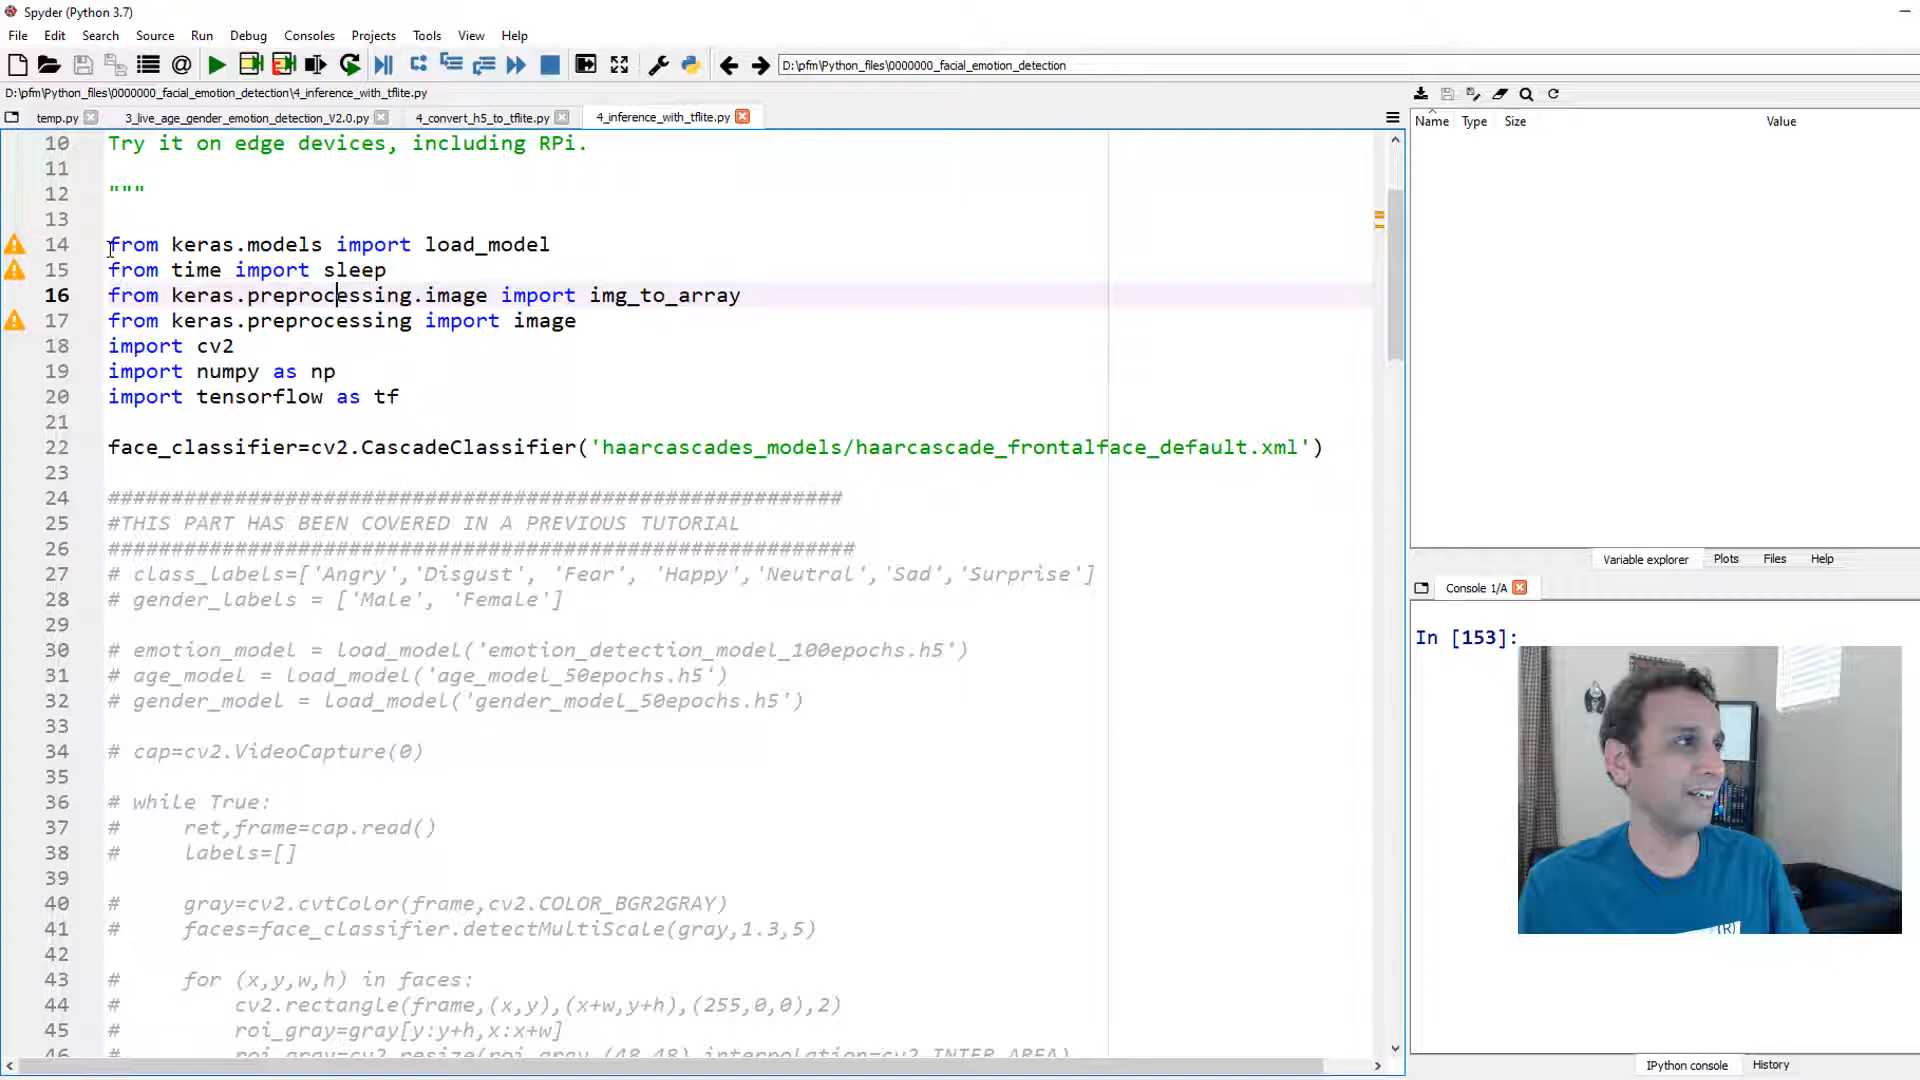 Spyder (Python 3.7)
File Edit Search Source Run Debug Consoles Projects Tools View Help
D:\pfm\Python_files\0000000_facial_emotion_detection
D:\pfm\Python_files\0000000_facial_emotion_detection\4_inference_with_tflite.py
temp.py 3_live_age_gender_emotion_detection_V2.0.py 4_convert_h5_to_tflite.py 4_inference_with_tflite.py
Name Type Size Value
10 Try it on edge devices, including RPi.
11
12 """
13
14 from keras.models import load_model
15 from time import sleep
16 from keras.preprocessing.image import img_to_array
17 from keras.preprocessing import image
18 import cv2
19 import numpy as np
20 import tensorflow as tf
21
22 face_classifier=cv2.CascadeClassifier('haarcascades_models/haarcascade_frontalface_default.xml')
23
24 ##########################################################
25 #THIS PART HAS BEEN COVERED IN A PREVIOUS TUTORIAL
26 ###########################################################
27 # class_labels=['Angry','Disgust', 'Fear', 'Happy','Neutral','Sad','Surprise']
28 # gender_labels = ['Male', 'Female']
29
30 # emotion_model = load_model('emotion_detection_model_100epochs.h5')
31 # age_model = load_model('age_model_50epochs.h5')
32 # gender_model = load_model('gender_model_50epochs.h5')
33
34 # cap=cv2.VideoCapture(0)
35
36 # while True:
37 #     ret,frame=cap.read()
38 #     labels=[]
39
40 #     gray=cv2.cvtColor(frame,cv2.COLOR_BGR2GRAY)
41 #     faces=face_classifier.detectMultiScale(gray,1.3,5)
42
43 #     for (x,y,w,h) in faces:
44 #         cv2.rectangle(frame,(x,y),(x+w,y+h),(255,0,0),2)
45 #         roi_gray=gray[y:y+h,x:x+w]
46 #         roi_gray=cv2.resize(roi_gray,(48,48),interpolation=cv2.INTER_AREA)
Variable explorer Plots Files Help
Console 1/A
In [153]:
(R)
IPython console History